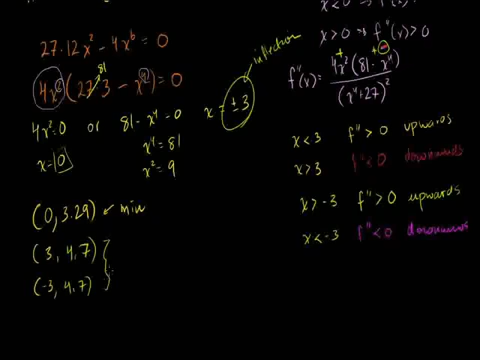 27·12x² - 4x⁶ = 0
4x²(27·3 - x⁴) = 0
81
4x² = 0 or 81 - x⁴ = 0
x = 0
x⁴ = 81
x² = 9
x = ±3
inflection
(0, 3.29) ← min
(3, 4.7)
(-3, 4.7)
x > 0 ⇒ f''(x) > 0
f''(x) = 4x²(81 - x⁴) / (x⁴ + 27)²
x < 3 f'' > 0 upwards
x > 3 f'' < 0 downwards
x > -3 f'' > 0 upwards
x < -3 f'' < 0 downwards